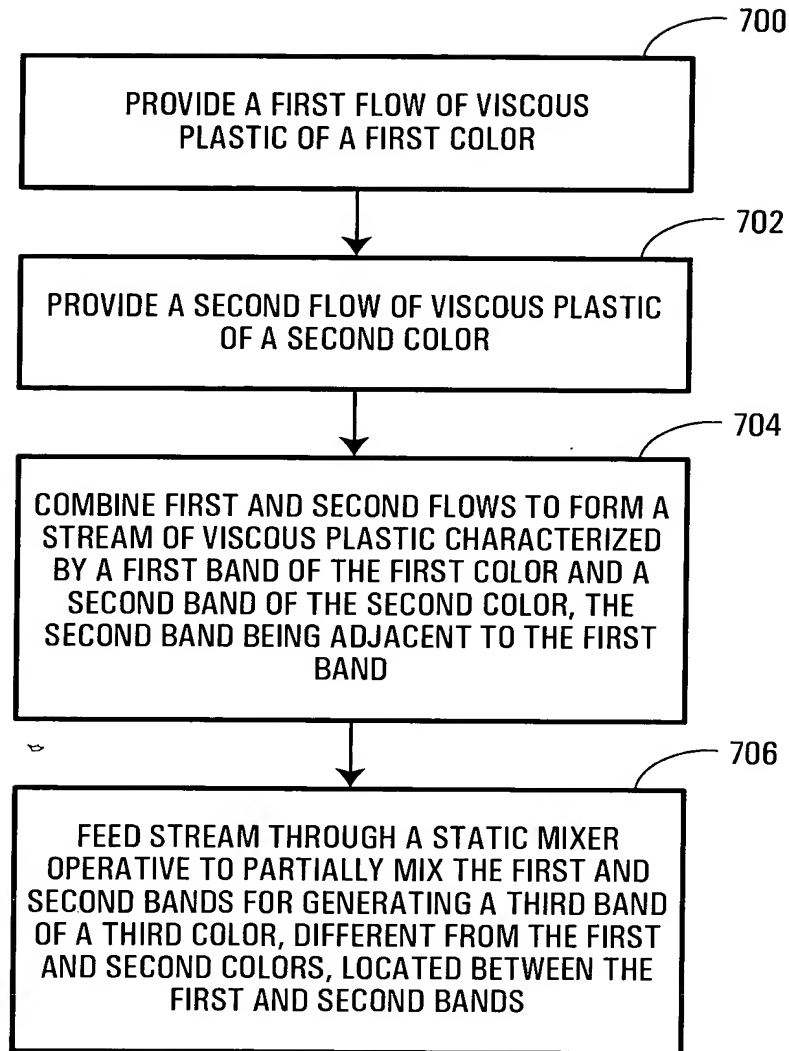 700
PROVIDE A FIRST FLOW OF VISCOUS
PLASTIC OF A FIRST COLOR
702
PROVIDE A SECOND FLOW OF VISCOUS PLASTIC
OF A SECOND COLOR
704
COMBINE FIRST AND SECOND FLOWS TO FORM A
STREAM OF VISCOUS PLASTIC CHARACTERIZED
BY A FIRST BAND OF THE FIRST COLOR AND A
SECOND BAND OF THE SECOND COLOR, THE
SECOND BAND BEING ADJACENT TO THE FIRST
BAND
706
FEED STREAM THROUGH A STATIC MIXER
OPERATIVE TO PARTIALLY MIX THE FIRST AND
SECOND BANDS FOR GENERATING A THIRD BAND
OF A THIRD COLOR, DIFFERENT FROM THE FIRST
AND SECOND COLORS, LOCATED BETWEEN THE
FIRST AND SECOND BANDS